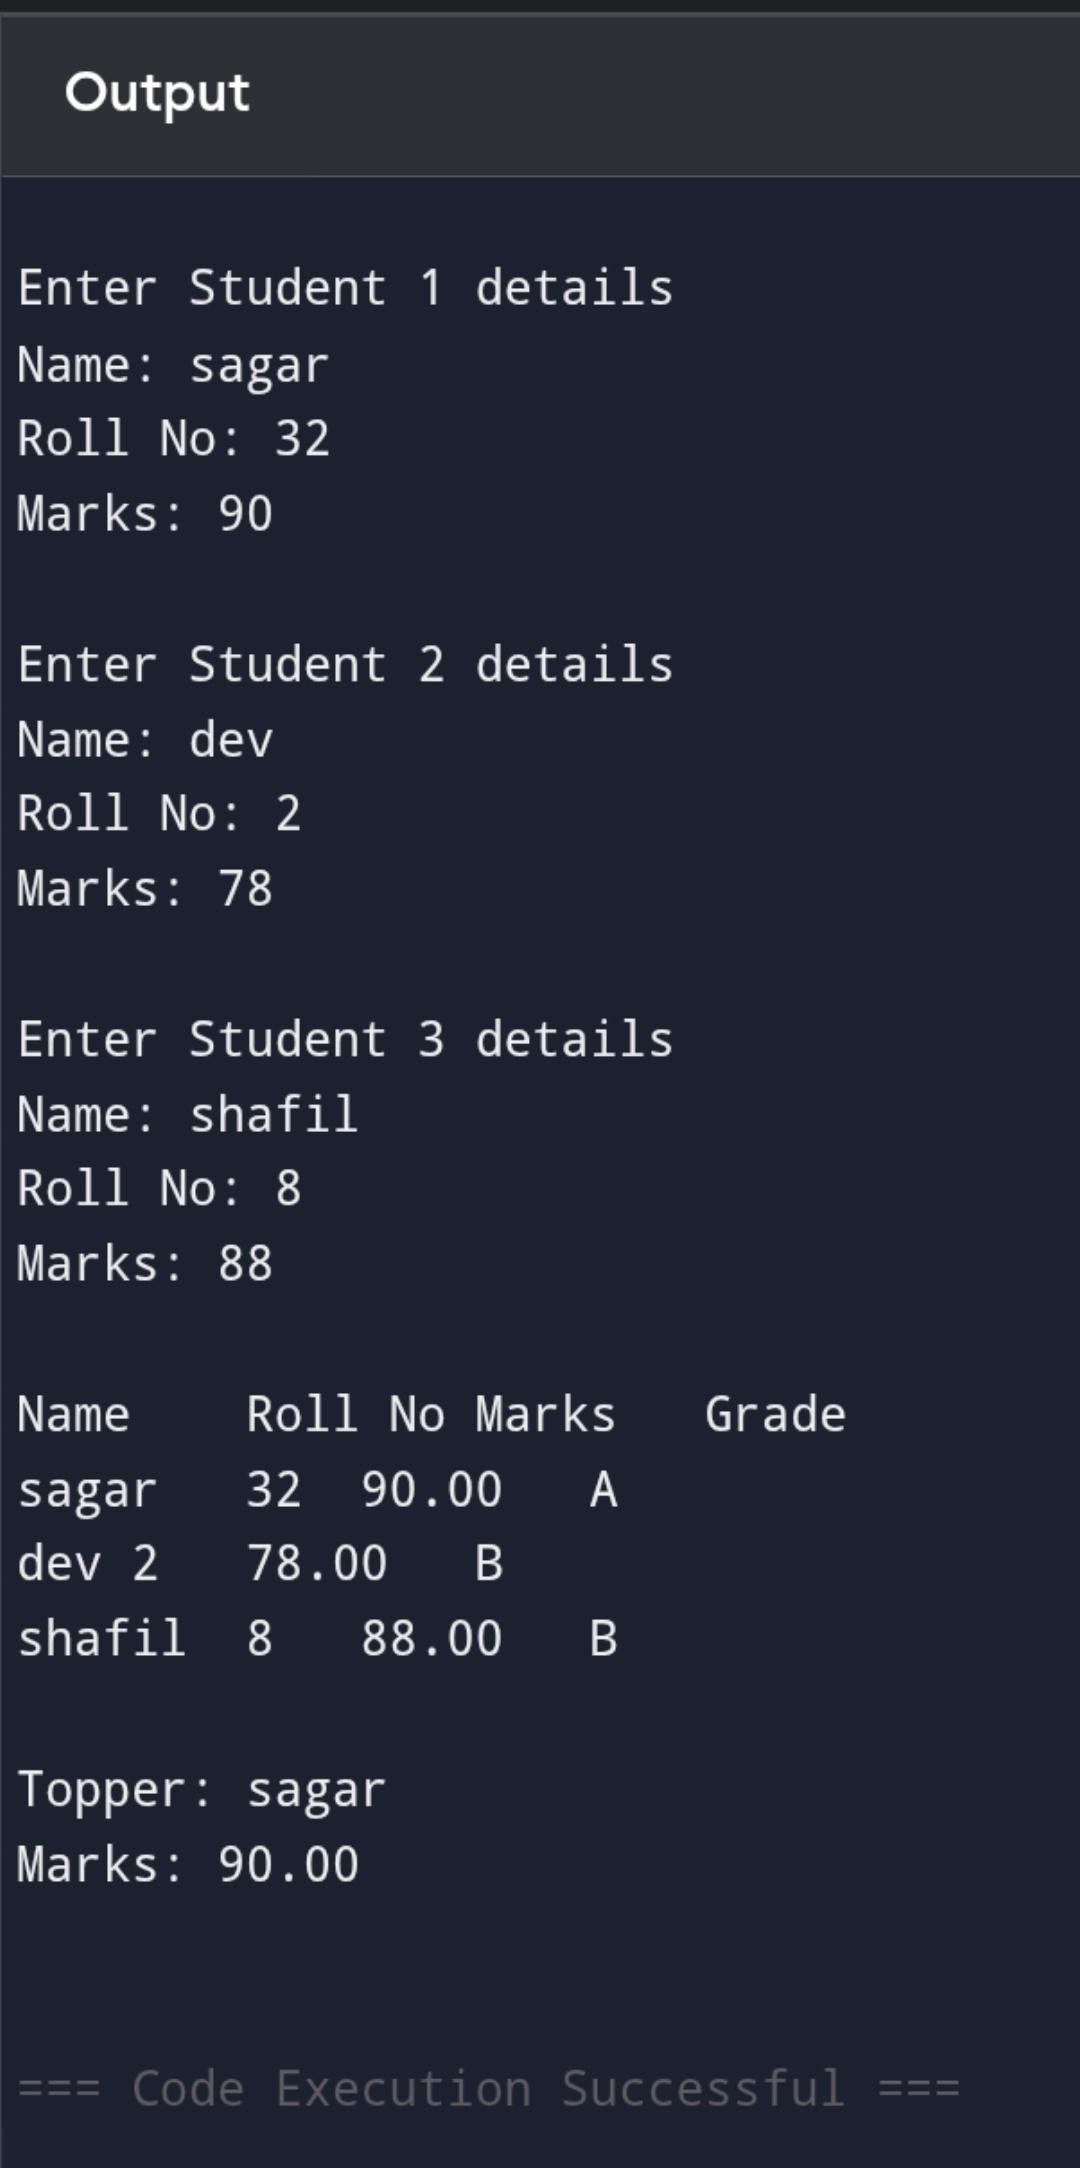 Output
Enter Student 1 details
Name: sagar
Roll No: 32
Marks: 90
Enter Student 2 details
Name: dev
Roll No: 2
Marks: 78
Enter Student 3 details
Name: shafil
Roll No: 8
Marks: 88
Name    Roll No Marks   Grade
sagar   32  90.00   A
dev 2   78.00   B
shafil  8   88.00   B
Topper: sagar
Marks: 90.00
=== Code Execution Successful ===